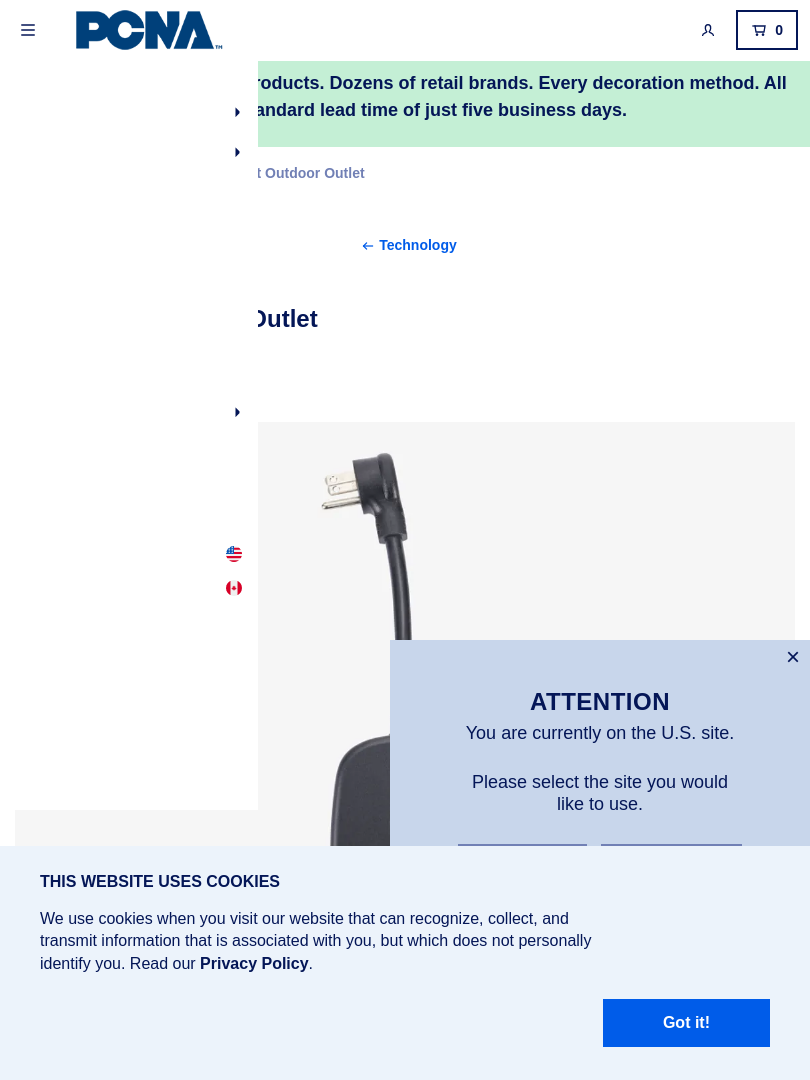 PCNA™
0
roducts. Dozens of retail brands. Every decoration method. All
andard lead time of just five business days.
t Outdoor Outlet
← Technology
Outlet
×
ATTENTION
You are currently on the U.S. site.
Please select the site you would
like to use.
THIS WEBSITE USES COOKIES
We use cookies when you visit our website that can recognize, collect, and
transmit information that is associated with you, but which does not personally
identify you. Read our Privacy Policy.
Got it!